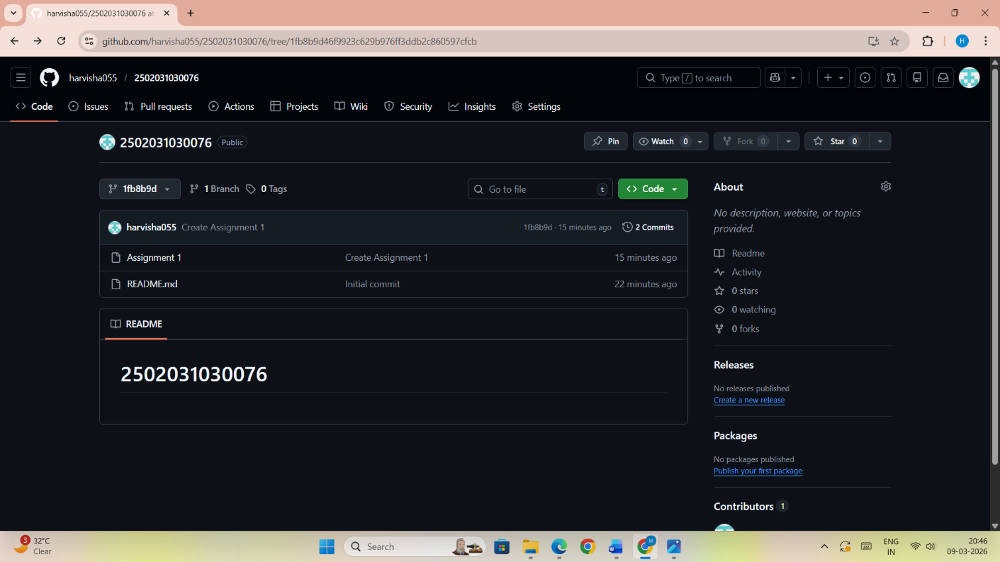 harvisha055/2502031030076 at
github.com/harvisha055/2502031030076/tree/1fb8b9d46f9923c629b976ff3ddb2c860597cfcb
H
harvisha055 / 2502031030076
Type / to search
Code Issues Pull requests Actions Projects Wiki Security Insights Settings
2502031030076 Public
Pin Watch 0 Fork 0 Star 0
1fb8b9d 1 Branch 0 Tags
Go to file t Code
harvisha055 Create Assignment 1 1fb8b9d · 15 minutes ago 2 Commits
Assignment 1 Create Assignment 1 15 minutes ago
README.md Initial commit 22 minutes ago
README
2502031030076
About
No description, website, or topics
provided.
Readme
Activity
0 stars
0 watching
0 forks
Releases
No releases published
Create a new release
Packages
No packages published
Publish your first package
Contributors 1
3
32°C
Clear
Search
W
H
ENG
IN
20:46
09-03-2026